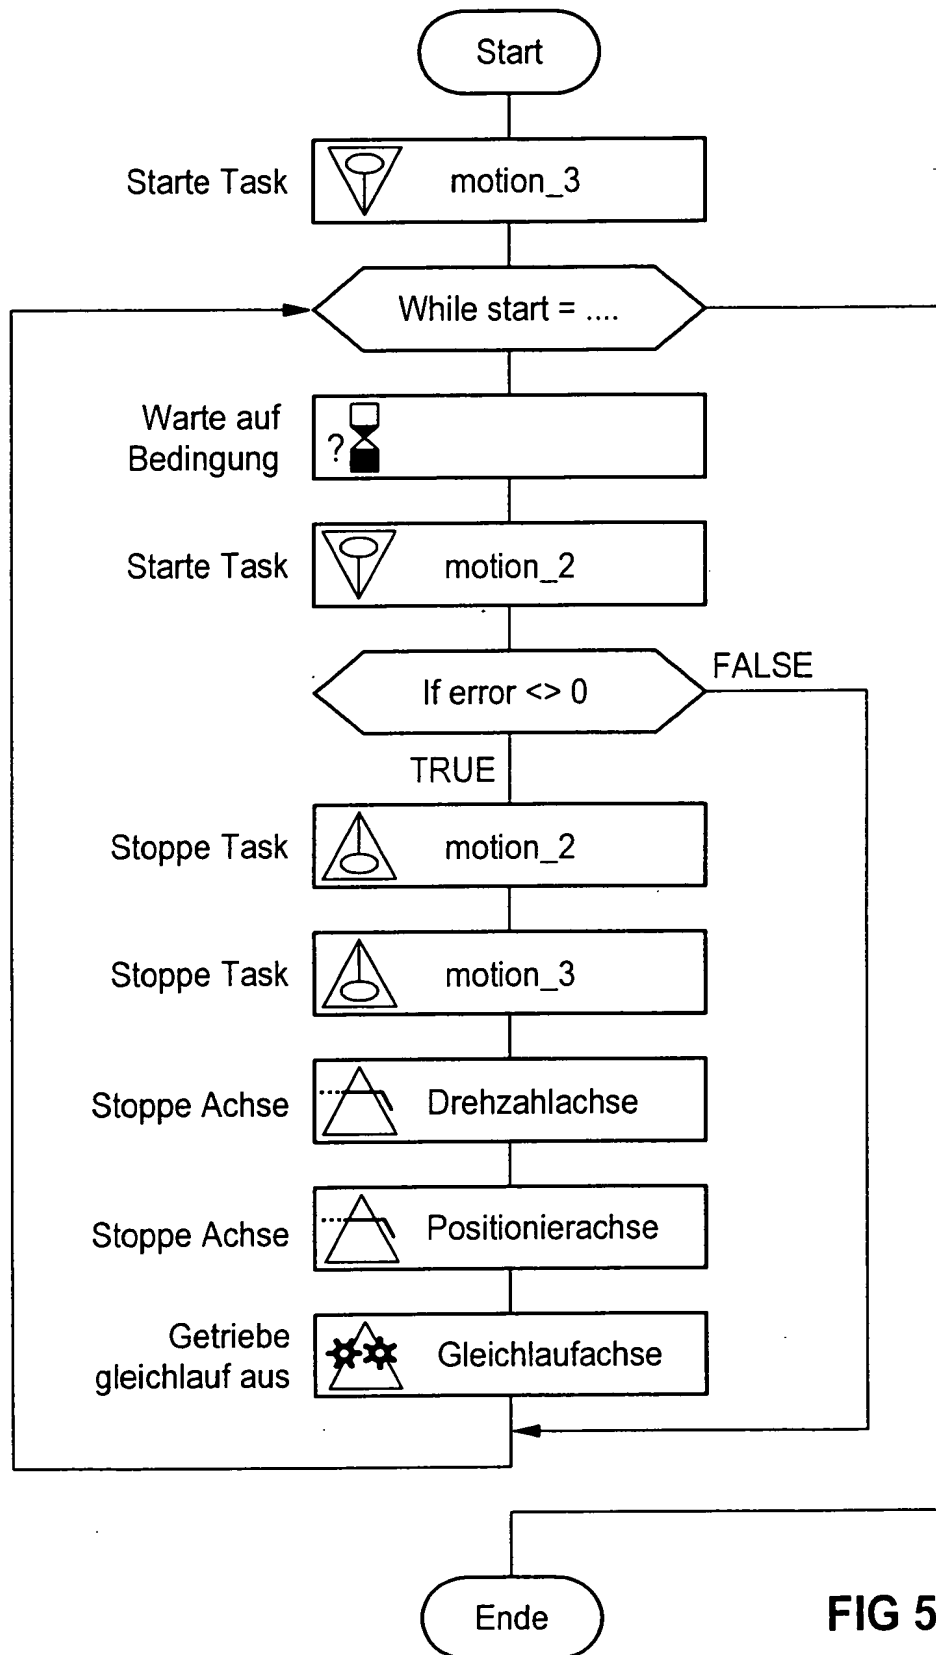 Start
Starte Task
motion_3
While start = ....
Warte auf
Bedingung
?
Starte Task
motion_2
If error <> 0
FALSE
TRUE
Stoppe Task
motion_2
Stoppe Task
motion_3
Stoppe Achse
Drehzahlachse
Stoppe Achse
Positionierachse
Getriebe
gleichlauf aus
Gleichlaufachse
Ende
FIG 5